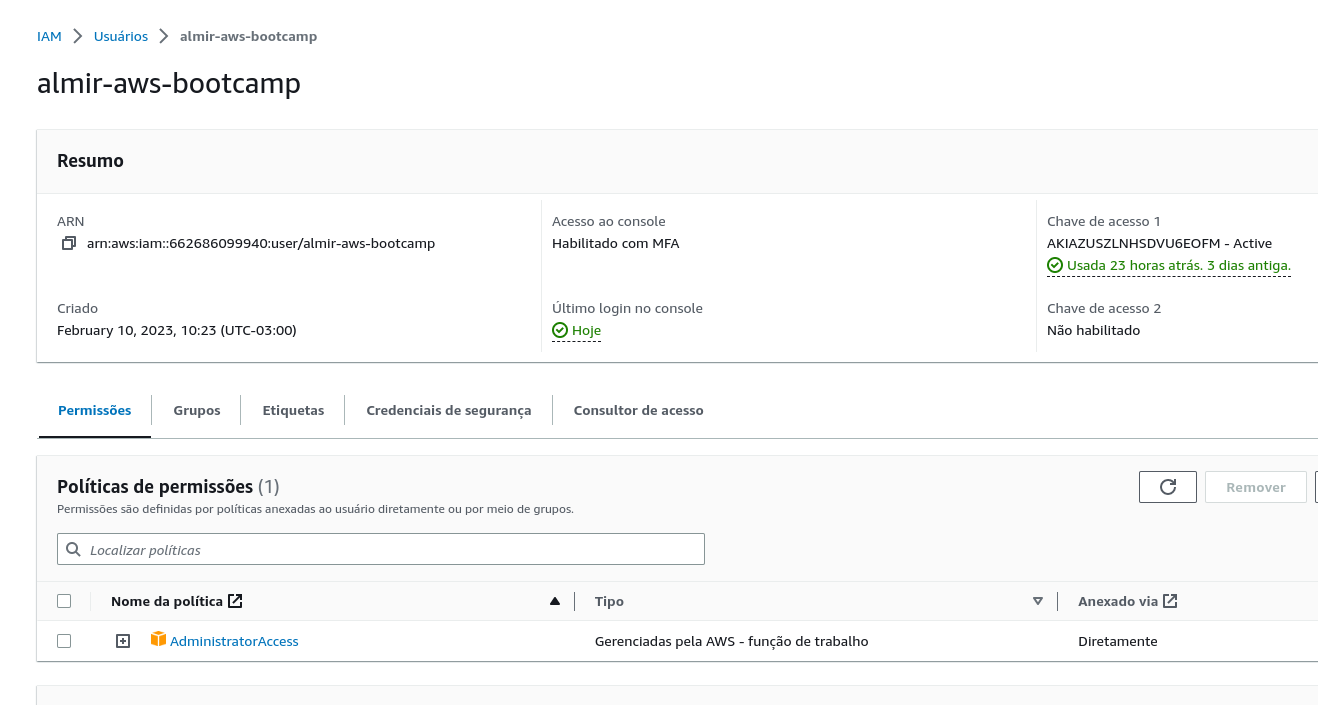 IAM > Usuários > almir-aws-bootcamp
almir-aws-bootcamp
Resumo
ARN
arn:aws:iam::662686099940:user/almir-aws-bootcamp
Criado
February 10, 2023, 10:23 (UTC-03:00)
Acesso ao console
Habilitado com MFA
Último login no console
Hoje
Chave de acesso 1
AKIAZUSZLNHSDVU6EOFM - Active
Usada 23 horas atrás. 3 dias antiga.
Chave de acesso 2
Não habilitado
Permissões Grupos Etiquetas Credenciais de segurança Consultor de acesso
Políticas de permissões (1)
Permissões são definidas por políticas anexadas ao usuário diretamente ou por meio de grupos.
Remover
Localizar políticas
Nome da política Tipo Anexado via
AdministratorAccess Gerenciadas pela AWS - função de trabalho Diretamente